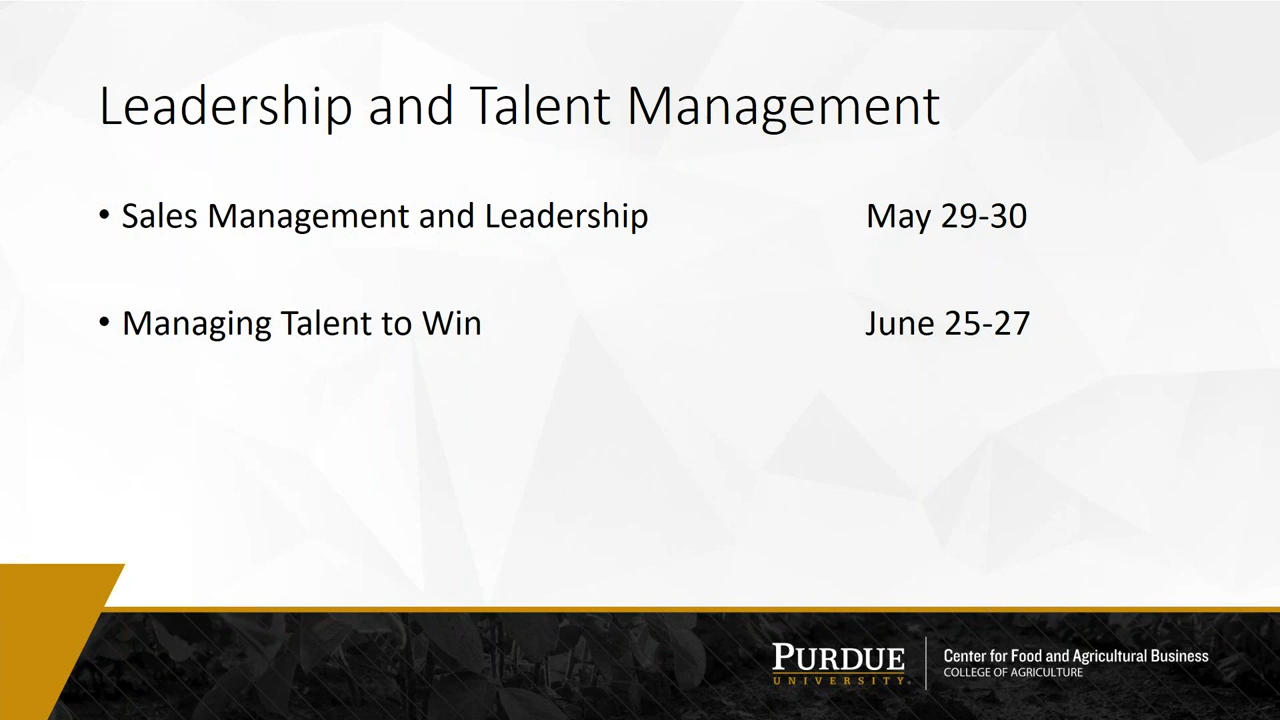 Leadership and Talent Management
• Sales Management and Leadership May 29-30
• Managing Talent to Win June 25-27
PURDUE
UNIVERSITY®
Center for Food and Agricultural Business
COLLEGE OF AGRICULTURE